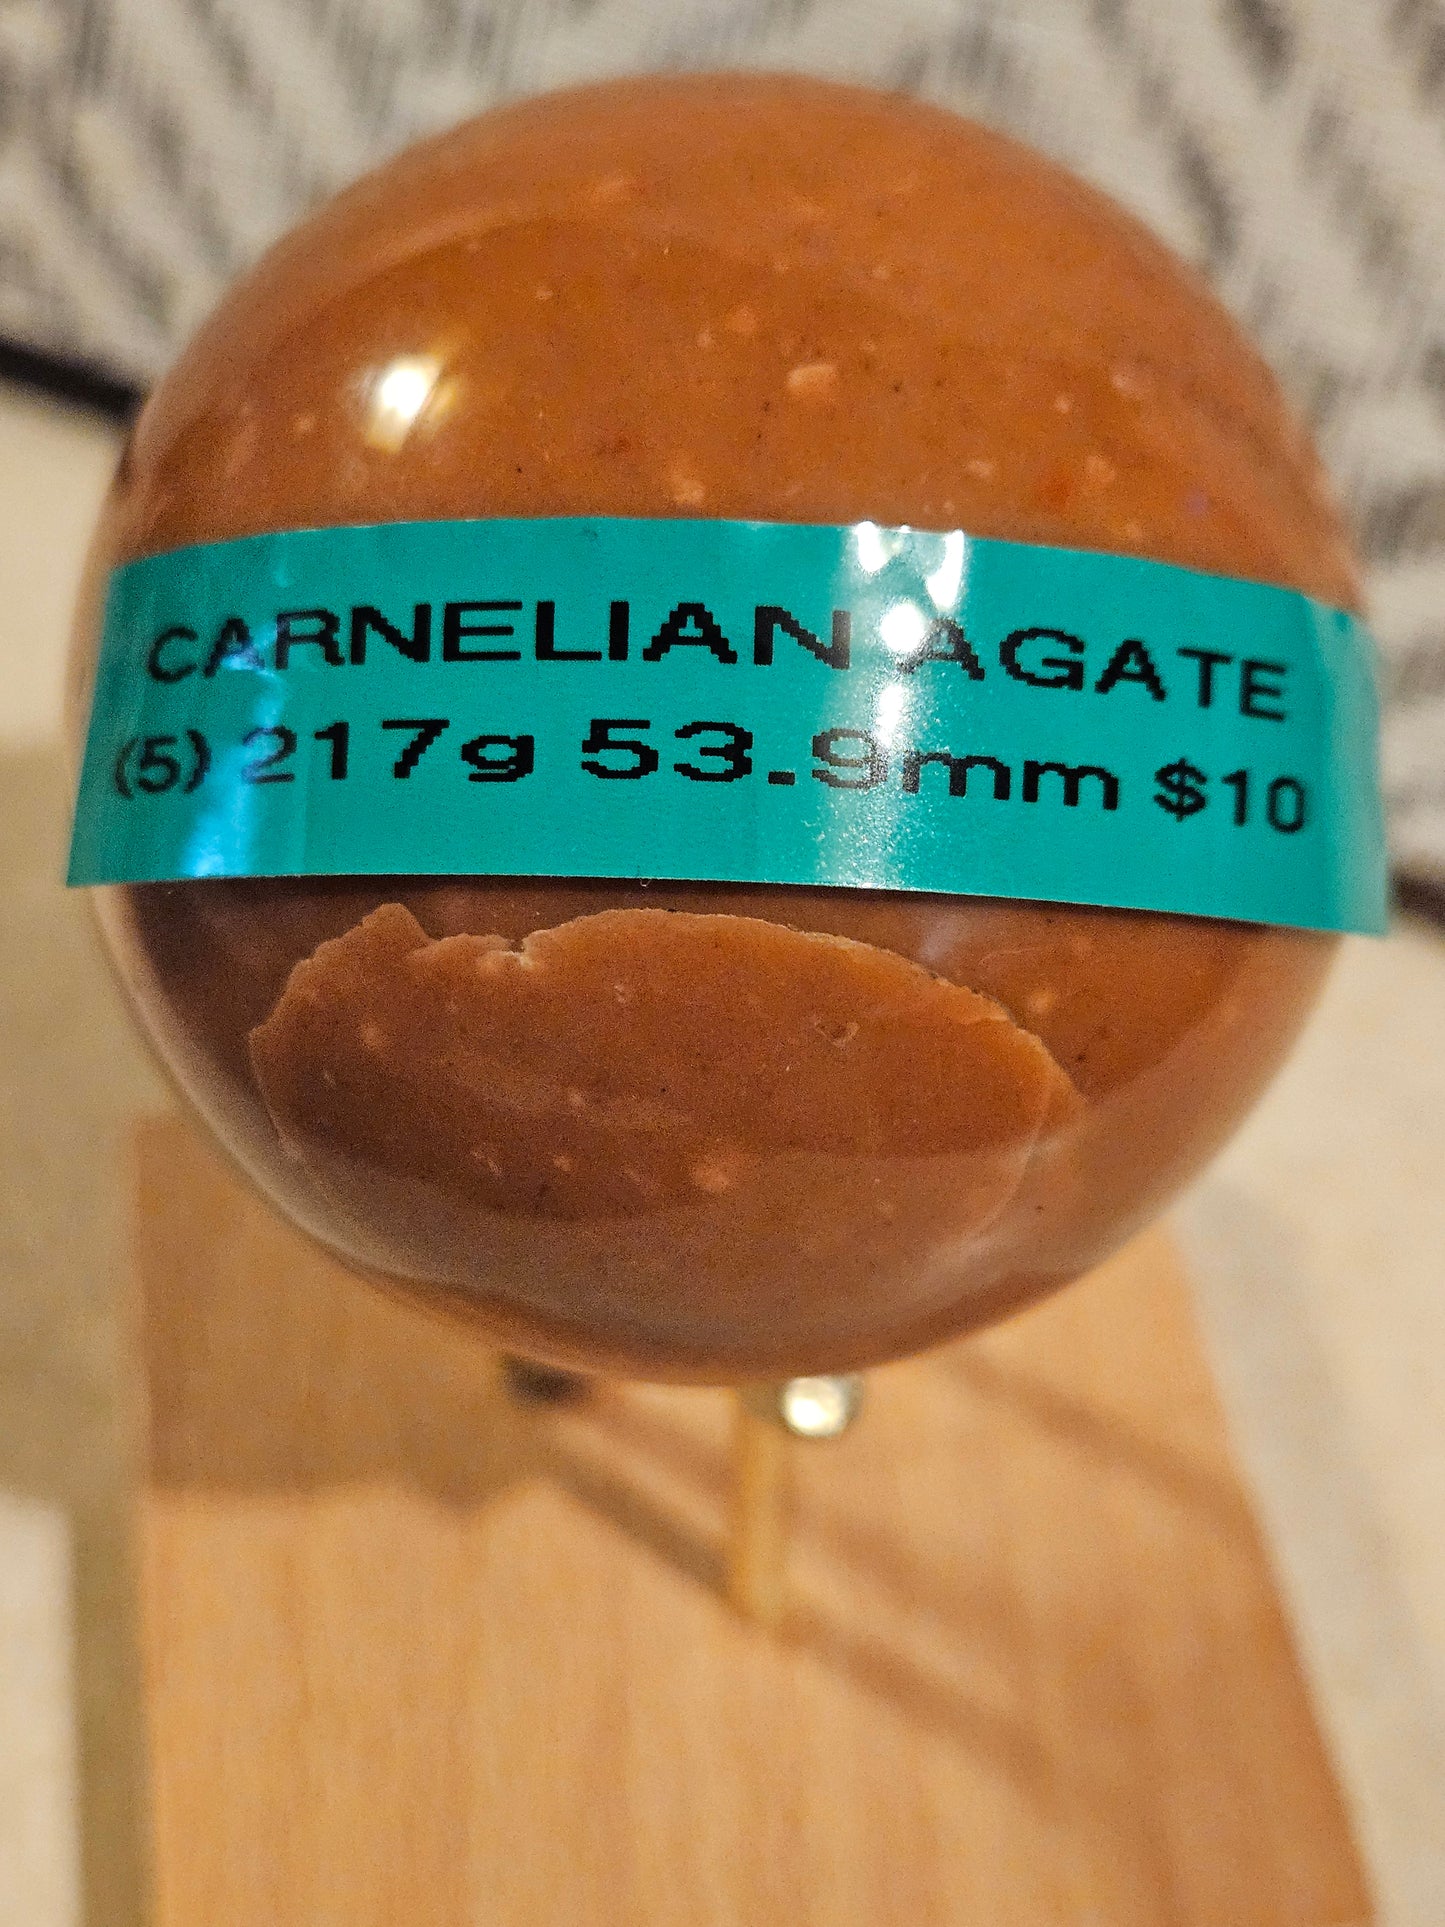 CARNELIAN AGATE
(5) 217g 53.9mm $10